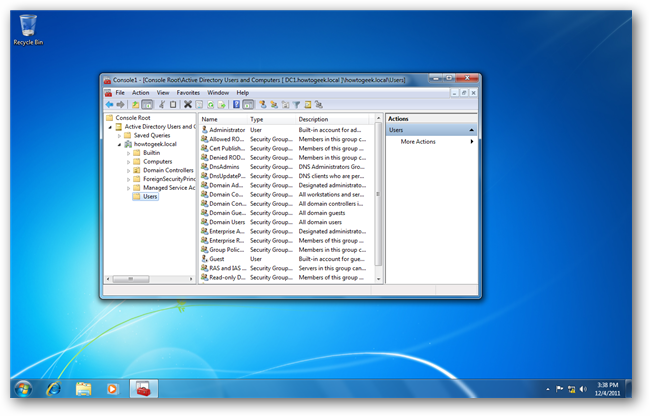 Recycle Bin
Console1 - [Console Root\Active Directory Users and Computers [ DC1.howtogeek.local ]\howtogeek.local\Users]
File Action View Favorites Window Help
Console Root
Active Directory Users and C
Saved Queries
howtogeek.local
Builtin
Computers
Domain Controllers
ForeignSecurityPrinc
Managed Service Ac
Users
Name Type Description
Administrator User Built-in account for ad...
Allowed RO... Security Group... Members of this group c...
Cert Publish... Security Group... Members of this group ...
Denied ROD... Security Group... Members of this group c...
DnsAdmins Security Group... DNS Administrators Gro...
DnsUpdateP... Security Group... DNS clients who are per...
Domain Ad... Security Group... Designated administrato...
Domain Co... Security Group... All workstations and ser...
Domain Con... Security Group... All domain controllers i...
Domain Gue... Security Group... All domain guests
Domain Users Security Group... All domain users
Enterprise A... Security Group... Designated administrato...
Enterprise R... Security Group... Members of this group ...
Group Polic... Security Group... Members in this group c...
Guest User Built-in account for gue...
RAS and IAS ... Security Group... Servers in this group can...
Read-only D... Security Group... Members of this group ...
Actions
Users
More Actions
3:38 PM
12/4/2011